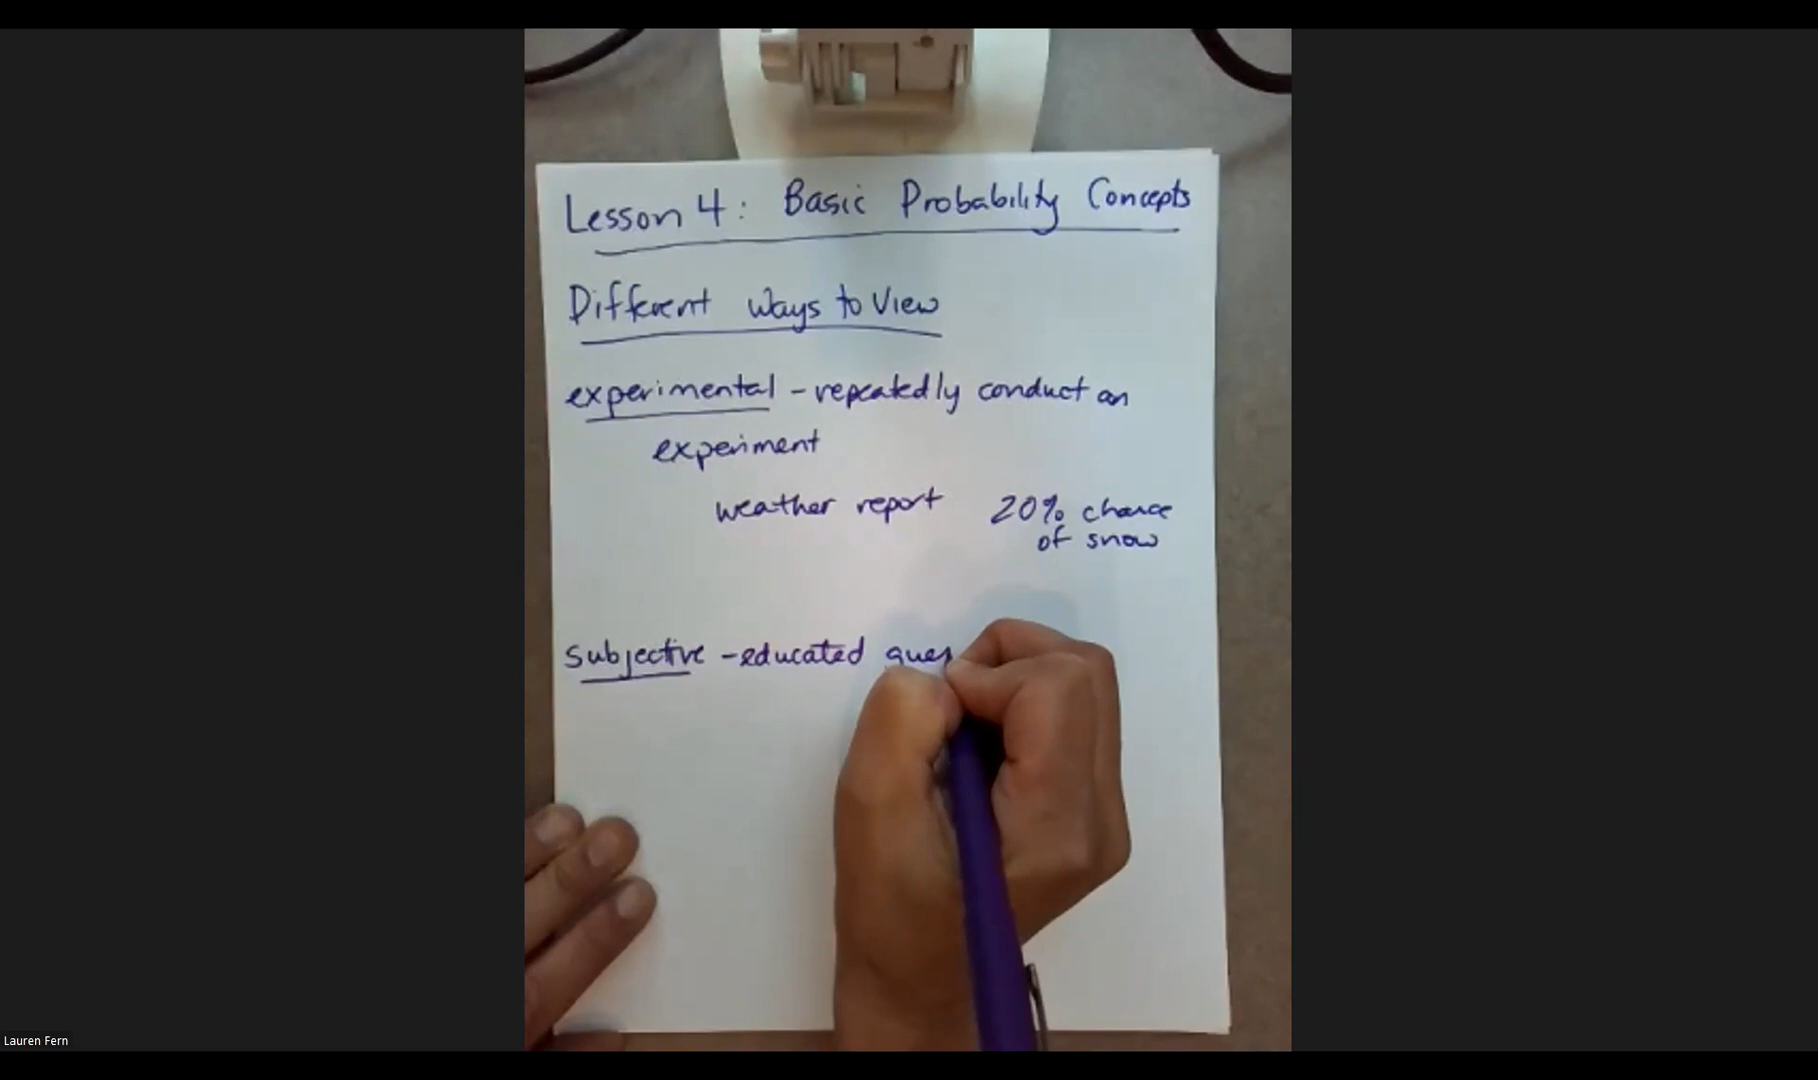 Lesson 4: Basic Probability Concepts
Different Ways to View
experimental - repeatedly conduct an
experiment
weather report 20% chance
of snow
subjective - educated gues
Lauren Fern